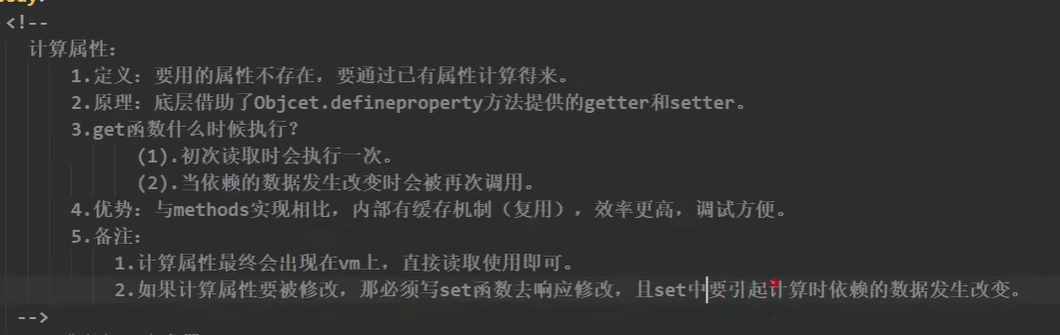 <!--
计算属性:
1.定义: 要用的属性不存在, 要通过已有属性计算得来。
2.原理: 底层借助了Objcet.defineproperty方法提供的getter和setter。
3.get函数什么时候执行?
(1).初次读取时会执行一次。
(2).当依赖的数据发生改变时会被再次调用。
4.优势: 与methods实现相比, 内部有缓存机制 (复用) , 效率更高, 调试方便。
5.备注:
1.计算属性最终会出现在vm上, 直接读取使用即可。
2.如果计算属性要被修改, 那必须写set函数去响应修改, 且set中要引起计算时依赖的数据发生改变。
-->